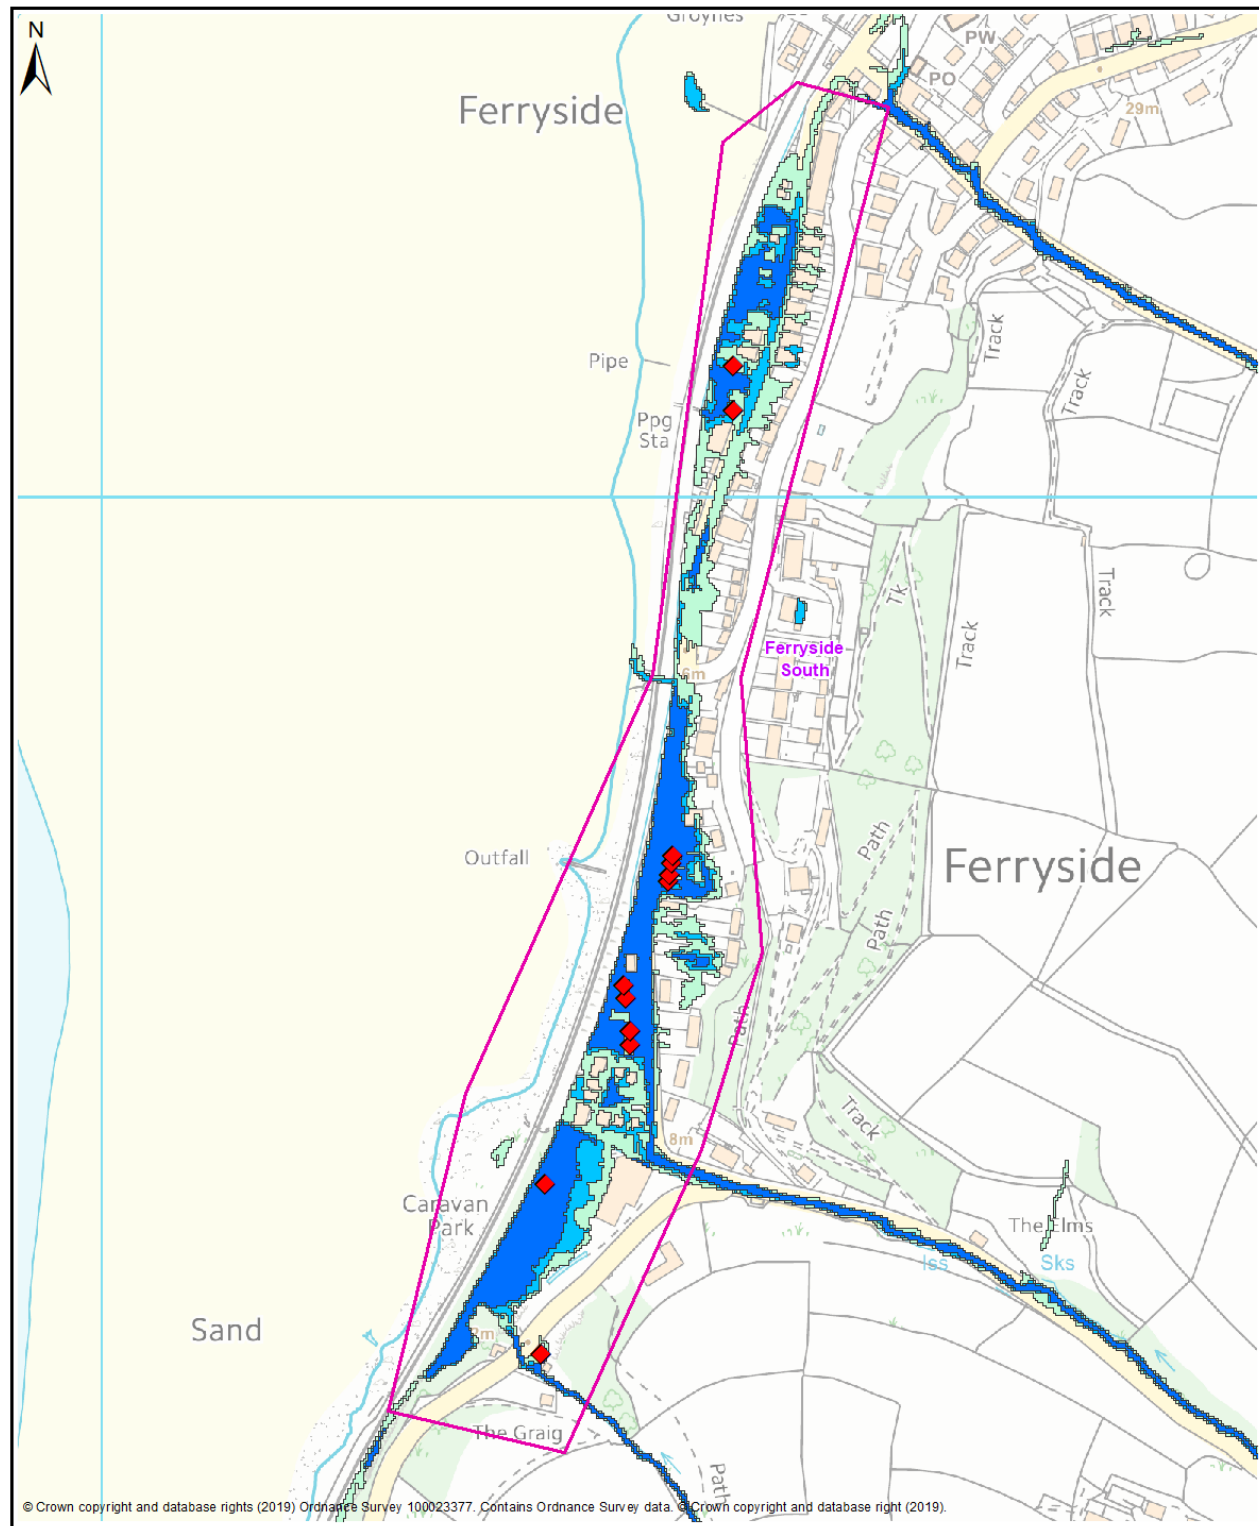 N
Groynes
PW
PO
29m
Ferryside
Track
Track
Pipe
Ppg
Sta
Tk
Track
Track
Ferryside
South
6m
Path
Outfall
Ferryside
Path
Path
Track
8m
Caravan
Park
The Elms
Iss
Sks
Sand
The Graig
Path
© Crown copyright and database rights (2019) Ordnance Survey 100023377. Contains Ordnance Survey data. © Crown copyright and database right (2019).